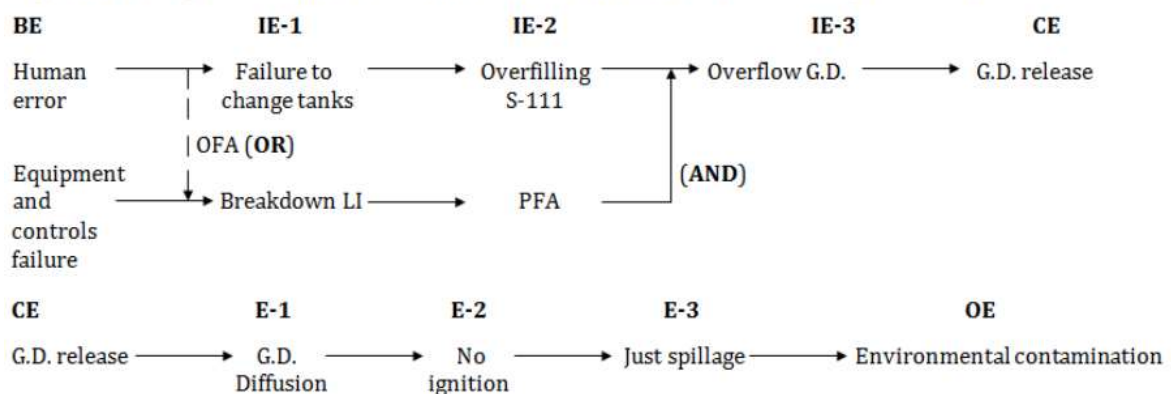 BE IE-1 IE-2 IE-3 CE
Human Failure to Overfilling Overflow G.D. G.D. release
error change tanks S-111
OFA (OR)
Equipment (AND)
and Breakdown LI PFA
controls
failure
CE E-1 E-2 E-3 OE
G.D. release G.D. No Just spillage Environmental contamination
Diffusion ignition